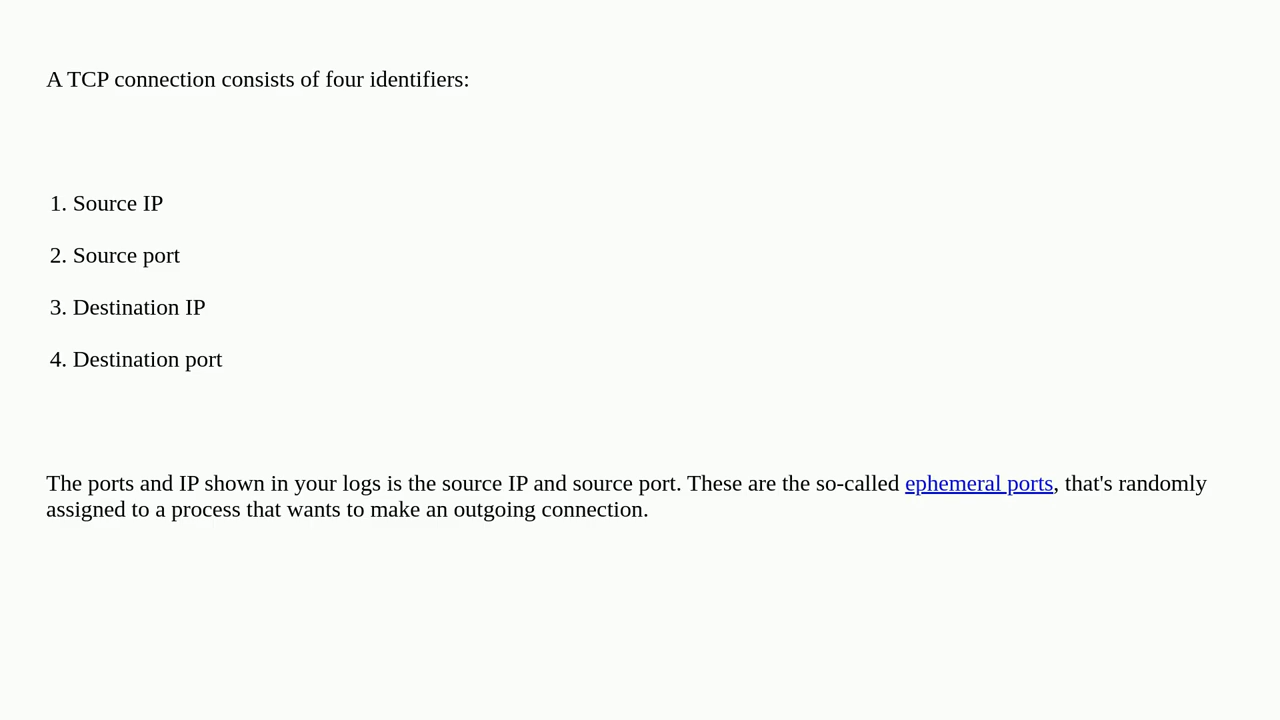 A TCP connection consists of four identifiers:
1. Source IP
2. Source port
3. Destination IP
4. Destination port
The ports and IP shown in your logs is the source IP and source port. These are the so-called ephemeral ports, that's randomly
assigned to a process that wants to make an outgoing connection.